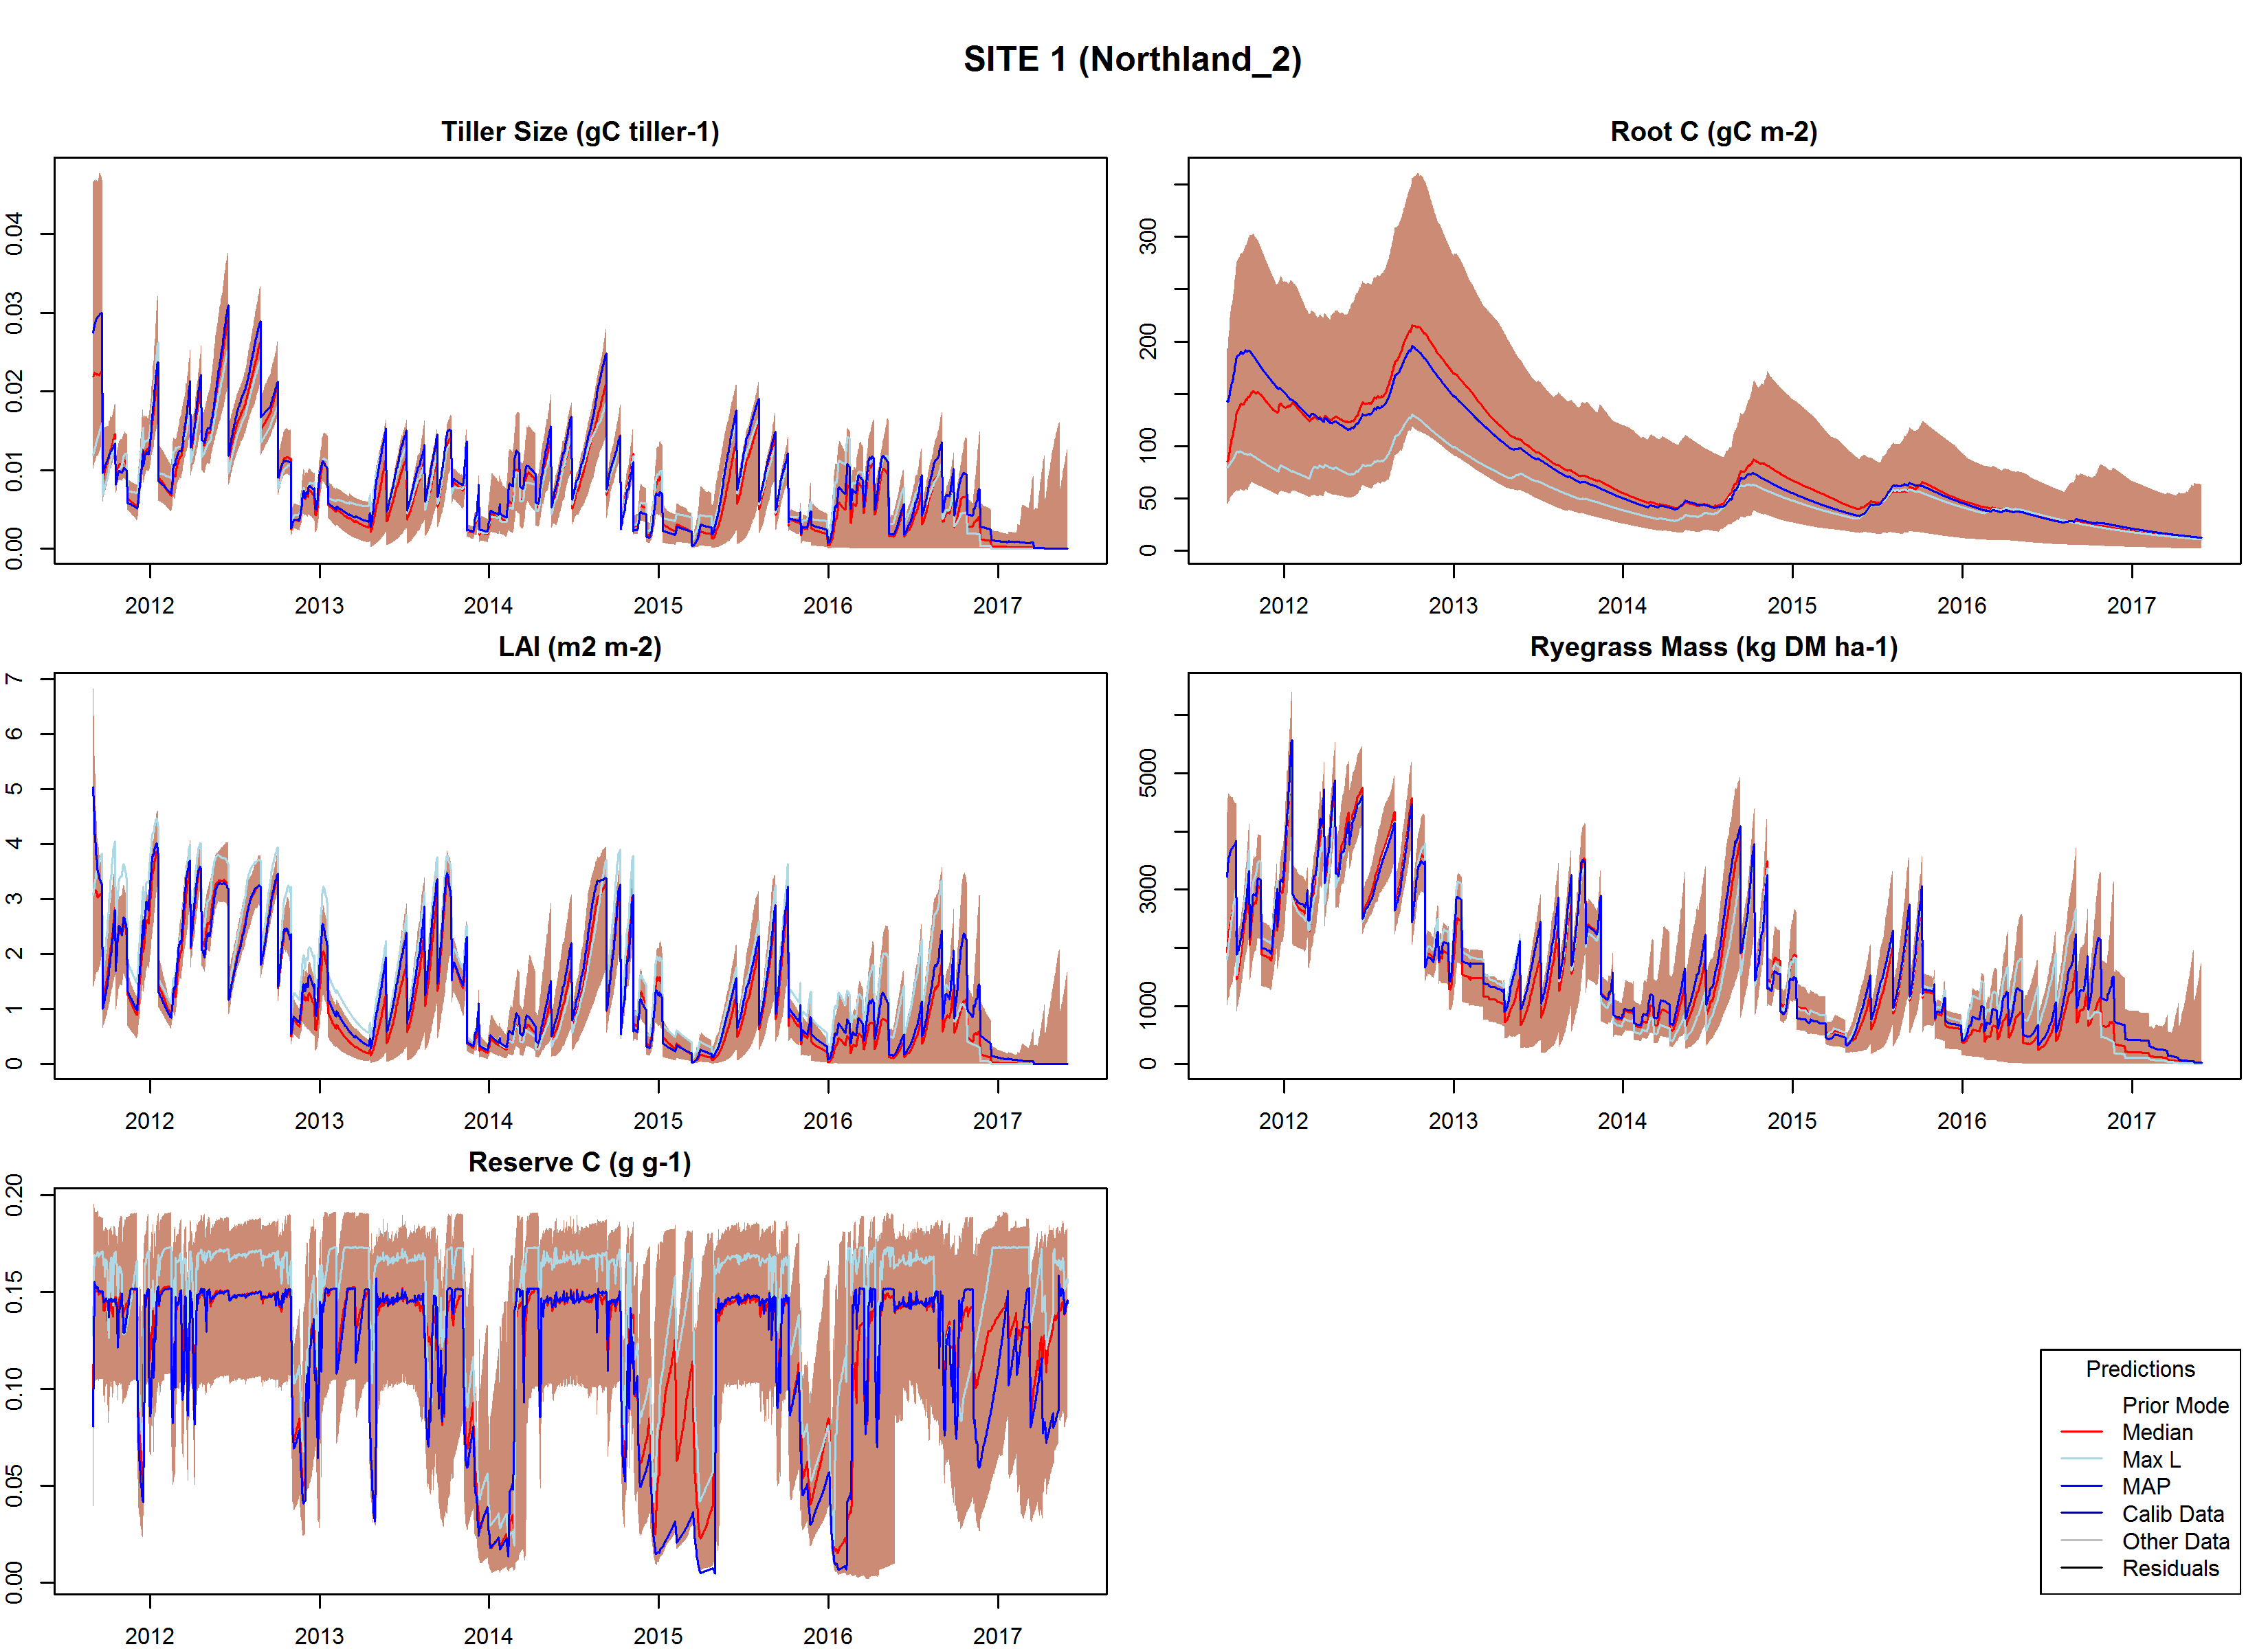 SITE 1 (Northland_2)
Tiller Size (gC tiller-1)
0.00 0.01 0.02 0.03 0.04
2012 2013 2014 2015 2016 2017
Root C (gC m-2)
0 50 100 200 300
2012 2013 2014 2015 2016 2017
LAI (m2 m-2)
0 1 2 3 4 5 6 7
2012 2013 2014 2015 2016 2017
Ryegrass Mass (kg DM ha-1)
0 1000 3000 5000
2012 2013 2014 2015 2016 2017
Reserve C (g g-1)
0.00 0.05 0.10 0.15 0.20
2012 2013 2014 2015 2016 2017
Predictions
Prior Mode
Median
Max L
MAP
Calib Data
Other Data
Residuals